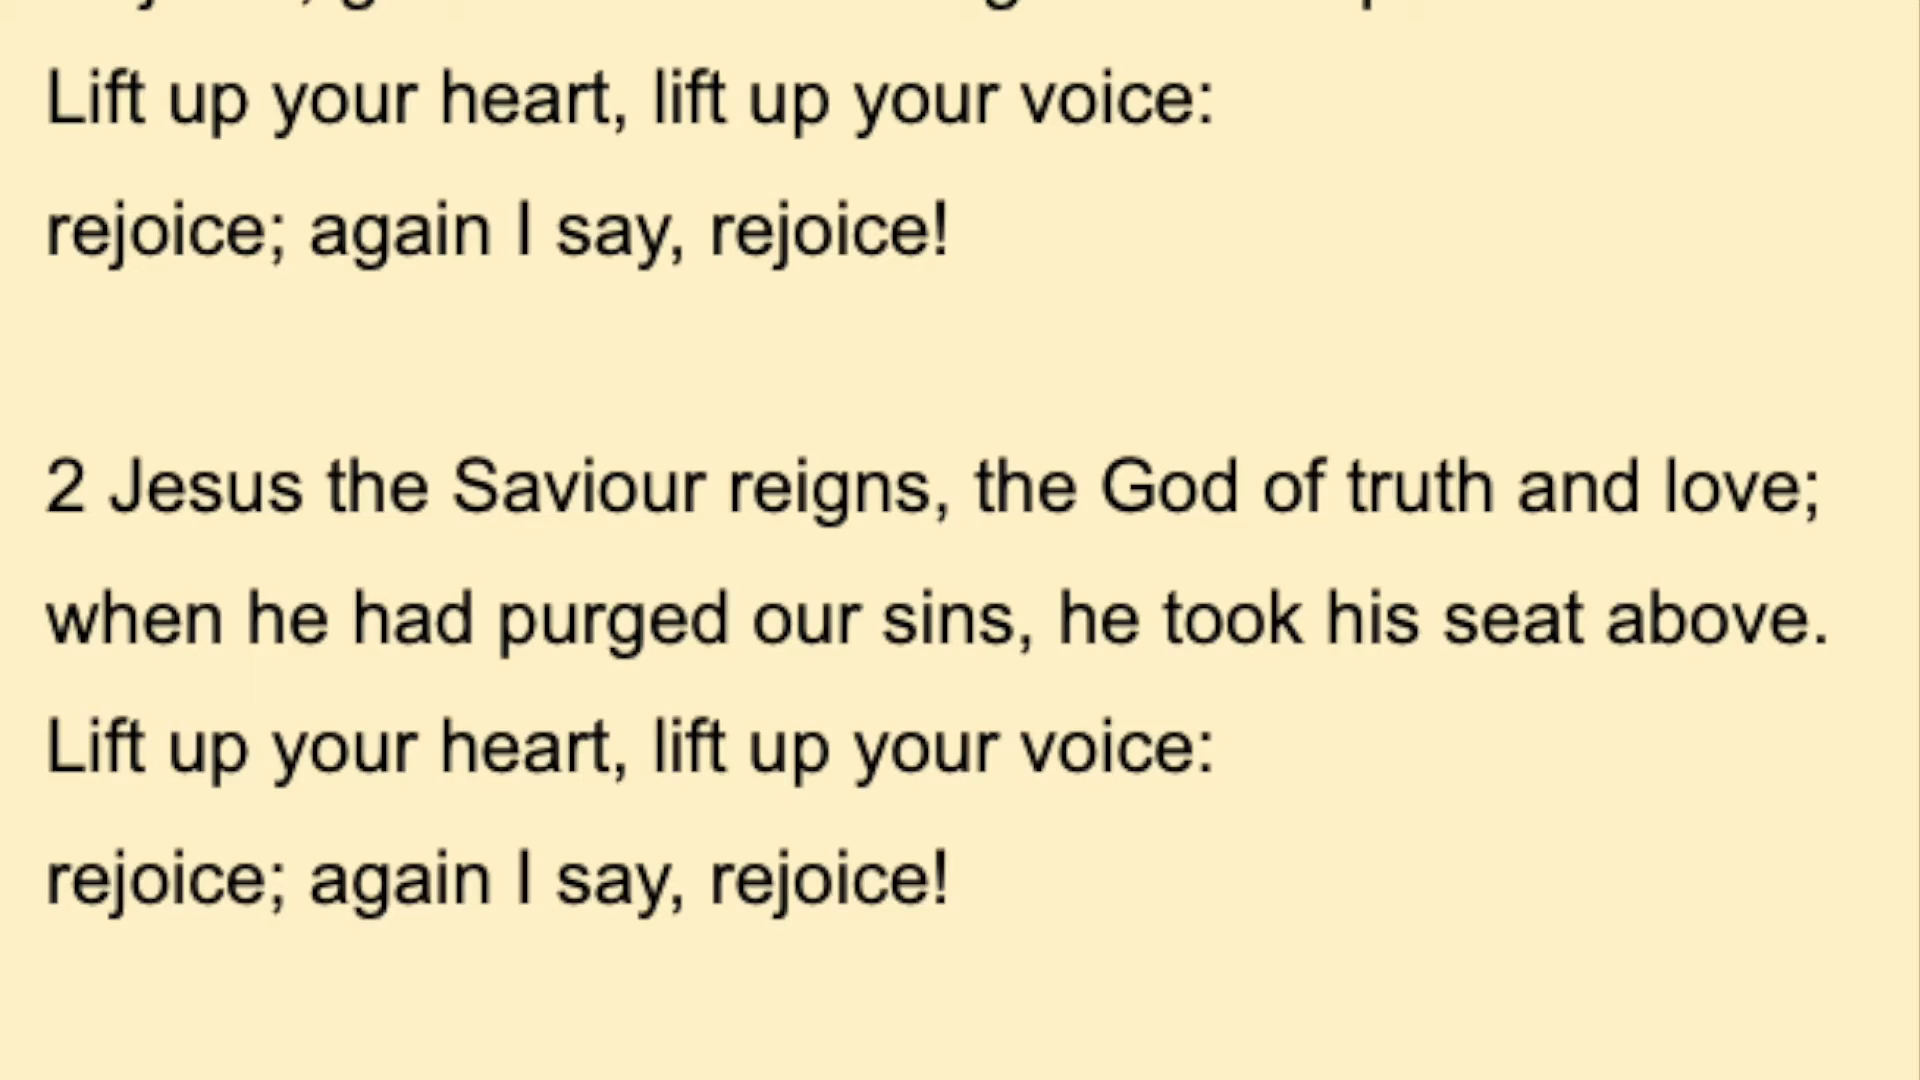 Lift up your heart, lift up your voice:
rejoice; again I say, rejoice!
2 Jesus the Saviour reigns, the God of truth and love;
when he had purged our sins, he took his seat above.
Lift up your heart, lift up your voice:
rejoice; again I say, rejoice!